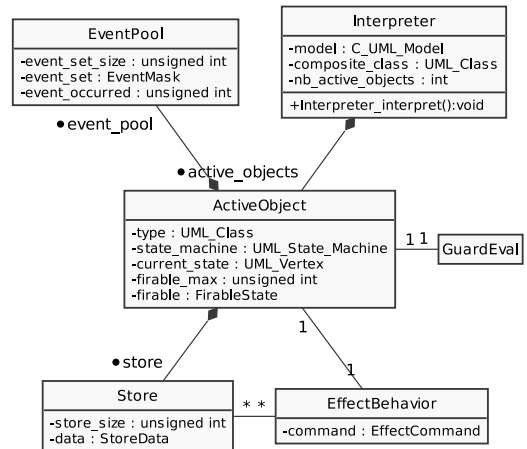 EventPool
-event_set_size : unsigned int
-event_set : EventMask
-event_occurred : unsigned int
Interpreter
-model : C_UML_Model
-composite_class : UML_Class
-nb_active_objects : int
+Interpreter_interpret():void
event_pool
active_objects
ActiveObject
-type : UML_Class
-state_machine : UML_State_Machine
-current_state : UML_Vertex
-firable_max : unsigned int
-firable : FirableState
1 1
GuardEval
store
1
1
Store
-store_size : unsigned int
-data : StoreData
* *
EffectBehavior
-command : EffectCommand